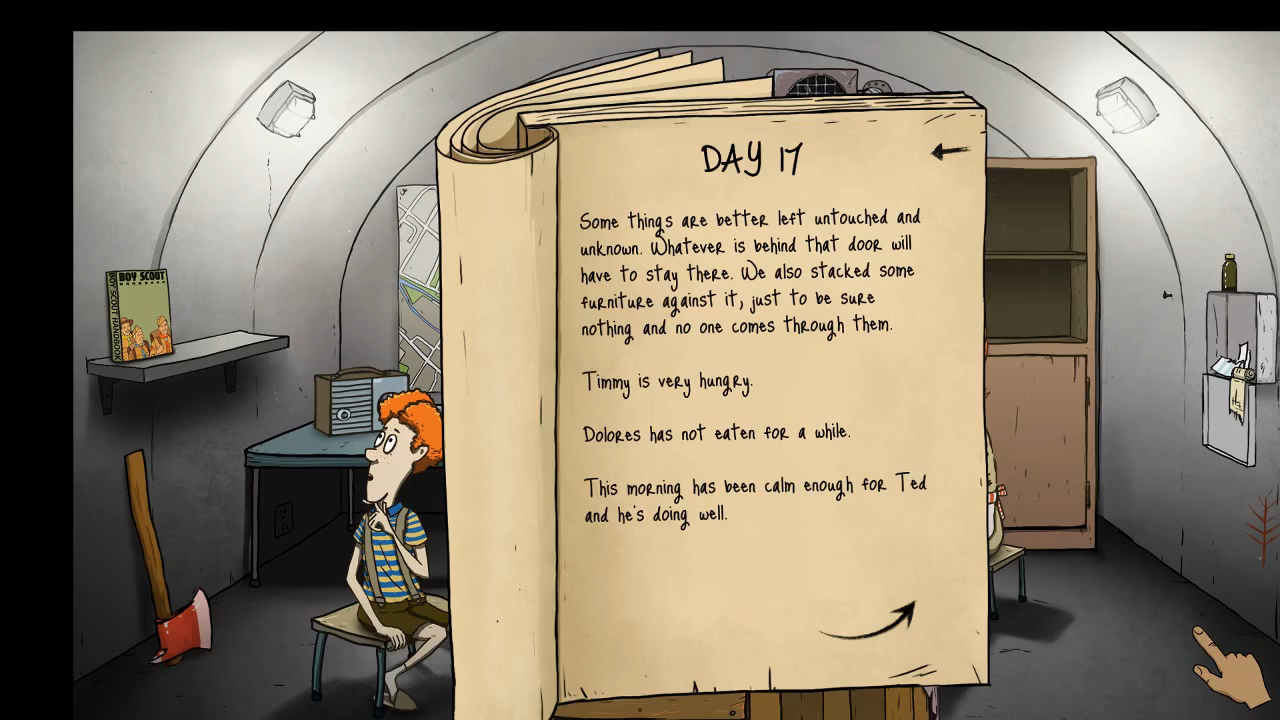 DAY 17
Some things are better left untouched and
unknown. Whatever is behind that door will
have to stay there. We also stacked some
furniture against it, just to be sure
nothing and no one comes through them.
Timmy is very hungry.
Dolores has not eaten for a while.
This morning has been calm enough for Ted
and he's doing well.
BOY SCOUT
HANDBOOK
BOY SCOUT HANDBOOK